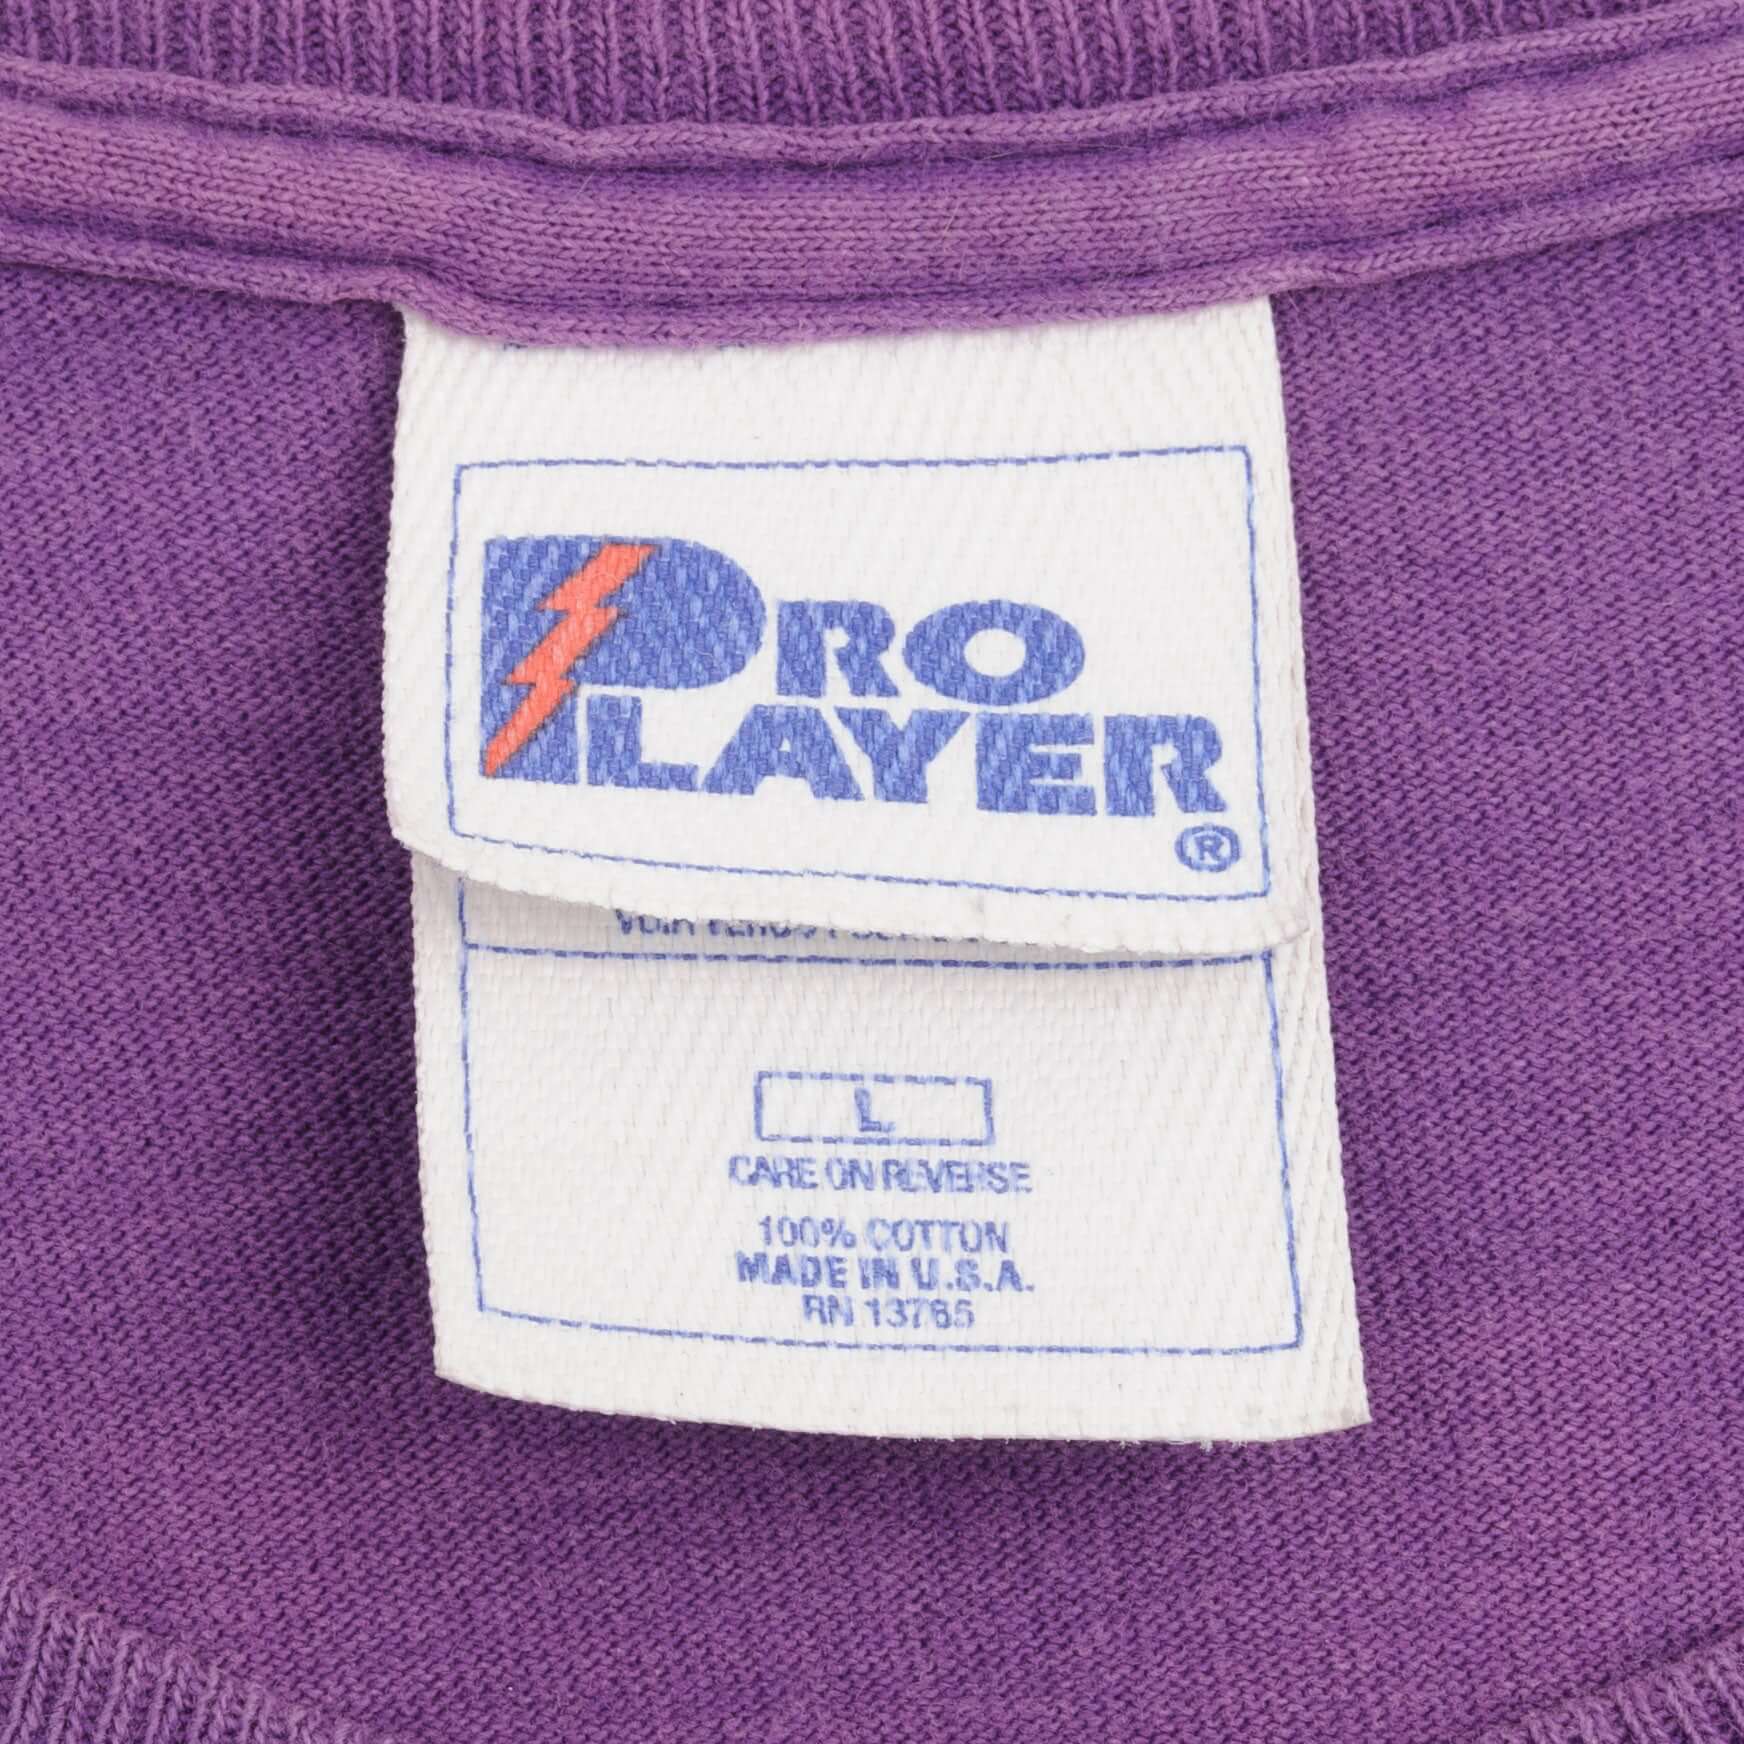 PRO
PLAYER
®
L
CARE ON REVERSE
100% COTTON
MADE IN U.S.A.
RN 13765